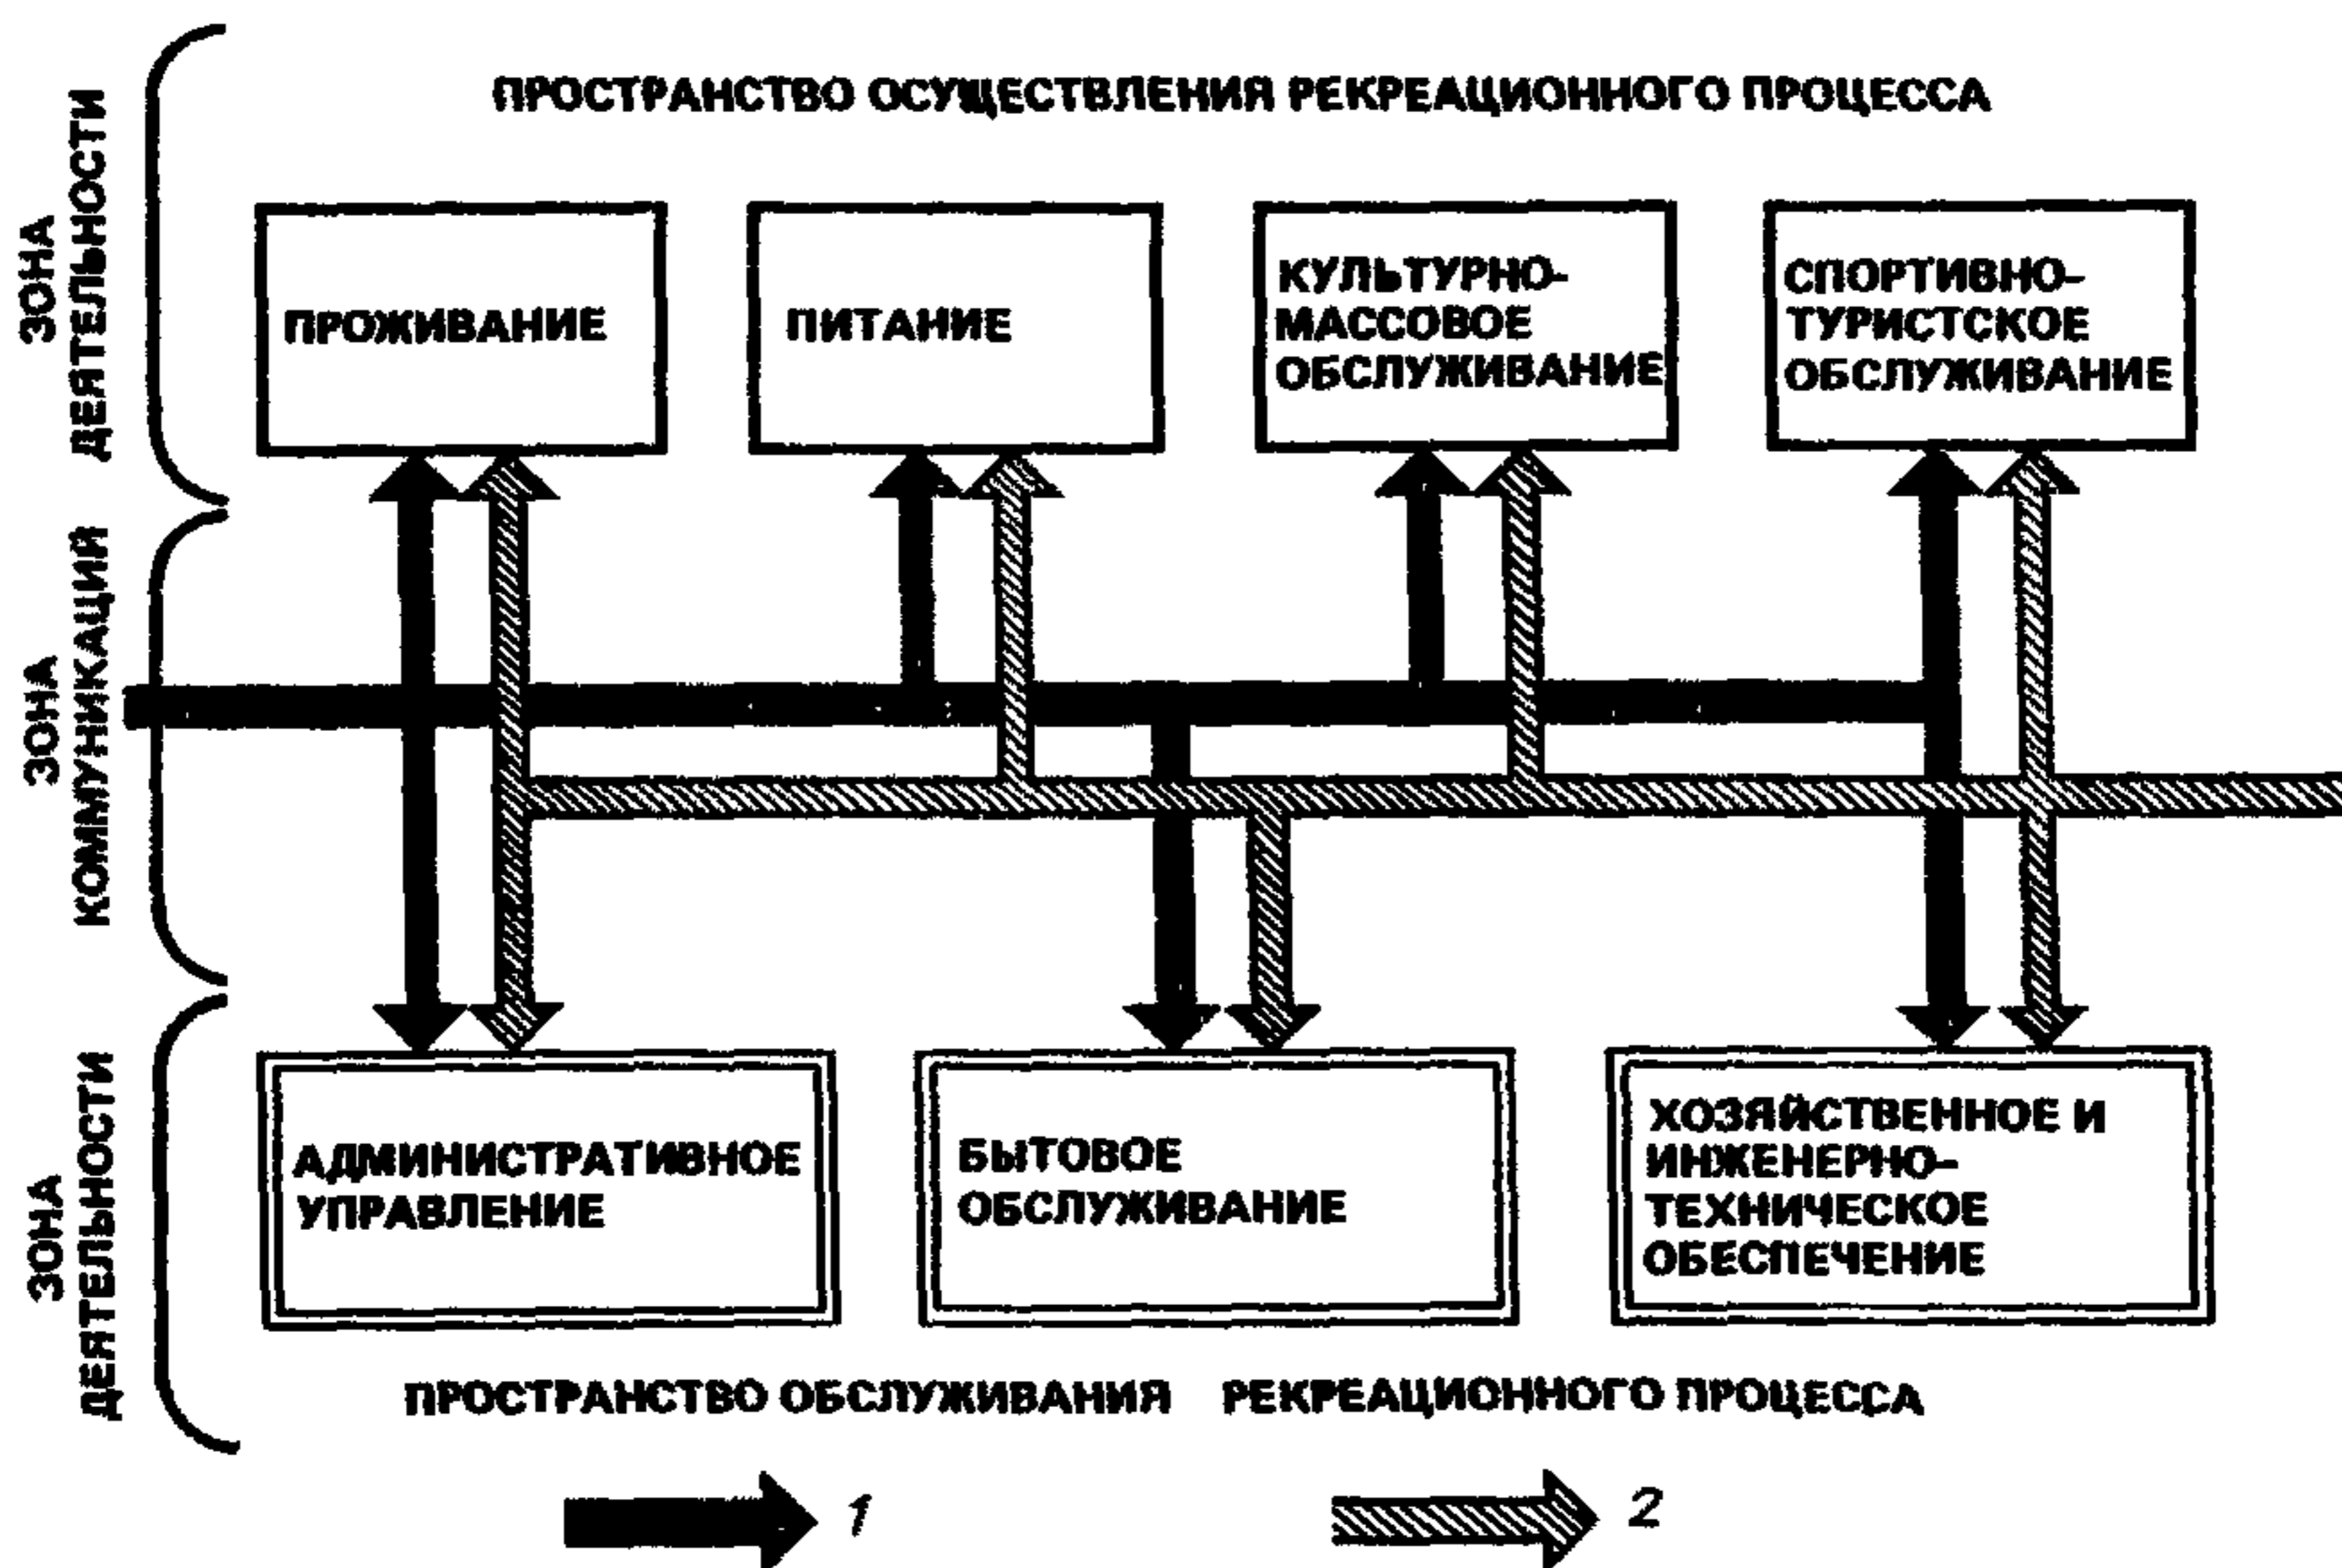 ПРОСТРАНСТВО ОСУЩЕСТВЛЕНИЯ РЕКРЕАЦИОННОГО ПРОЦЕССА
ЗОНА
ДЕЯТЕЛЬНОСТИ
ПРОЖИВАНИЕ
ПИТАНИЕ
КУЛЬТУРНО-
МАССОВОЕ
ОБСЛУЖИВАНИЕ
СПОРТИВНО-
ТУРИСТСКОЕ
ОБСЛУЖИВАНИЕ
ЗОНА
КОММУНИКАЦИЙ
ЗОНА
ДЕЯТЕЛЬНОСТИ
АДМИНИСТРАТИВНОЕ
УПРАВЛЕНИЕ
БЫТОВОЕ
ОБСЛУЖИВАНИЕ
ХОЗЯЙСТВЕННОЕ И
ИНЖЕНЕРНО-
ТЕХНИЧЕСКОЕ
ОБЕСПЕЧЕНИЕ
ПРОСТРАНСТВО ОБСЛУЖИВАНИЯ РЕКРЕАЦИОННОГО ПРОЦЕССА
1
2